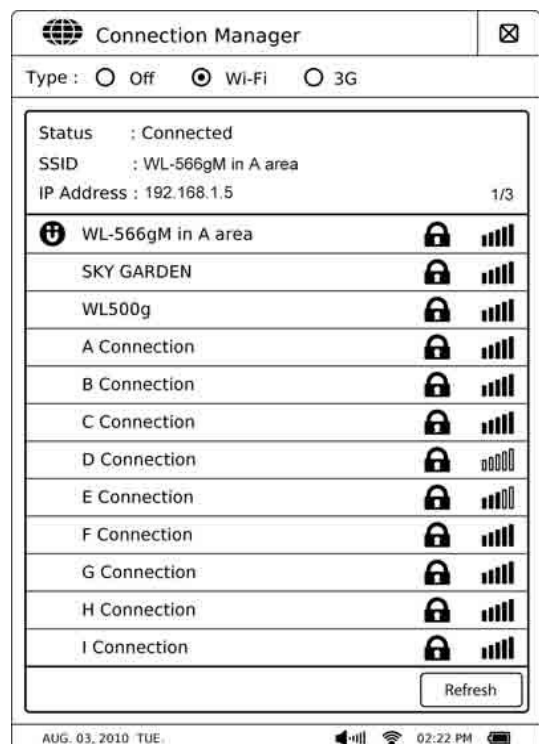 Connection Manager
Type : Off Wi-Fi 3G
Status : Connected
SSID : WL-566gM in A area
IP Address : 192.168.1.5 1/3
WL-566gM in A area
SKY GARDEN
WL500g
A Connection
B Connection
C Connection
D Connection
E Connection
F Connection
G Connection
H Connection
I Connection
Refresh
AUG. 03, 2010 TUE. 02:22 PM